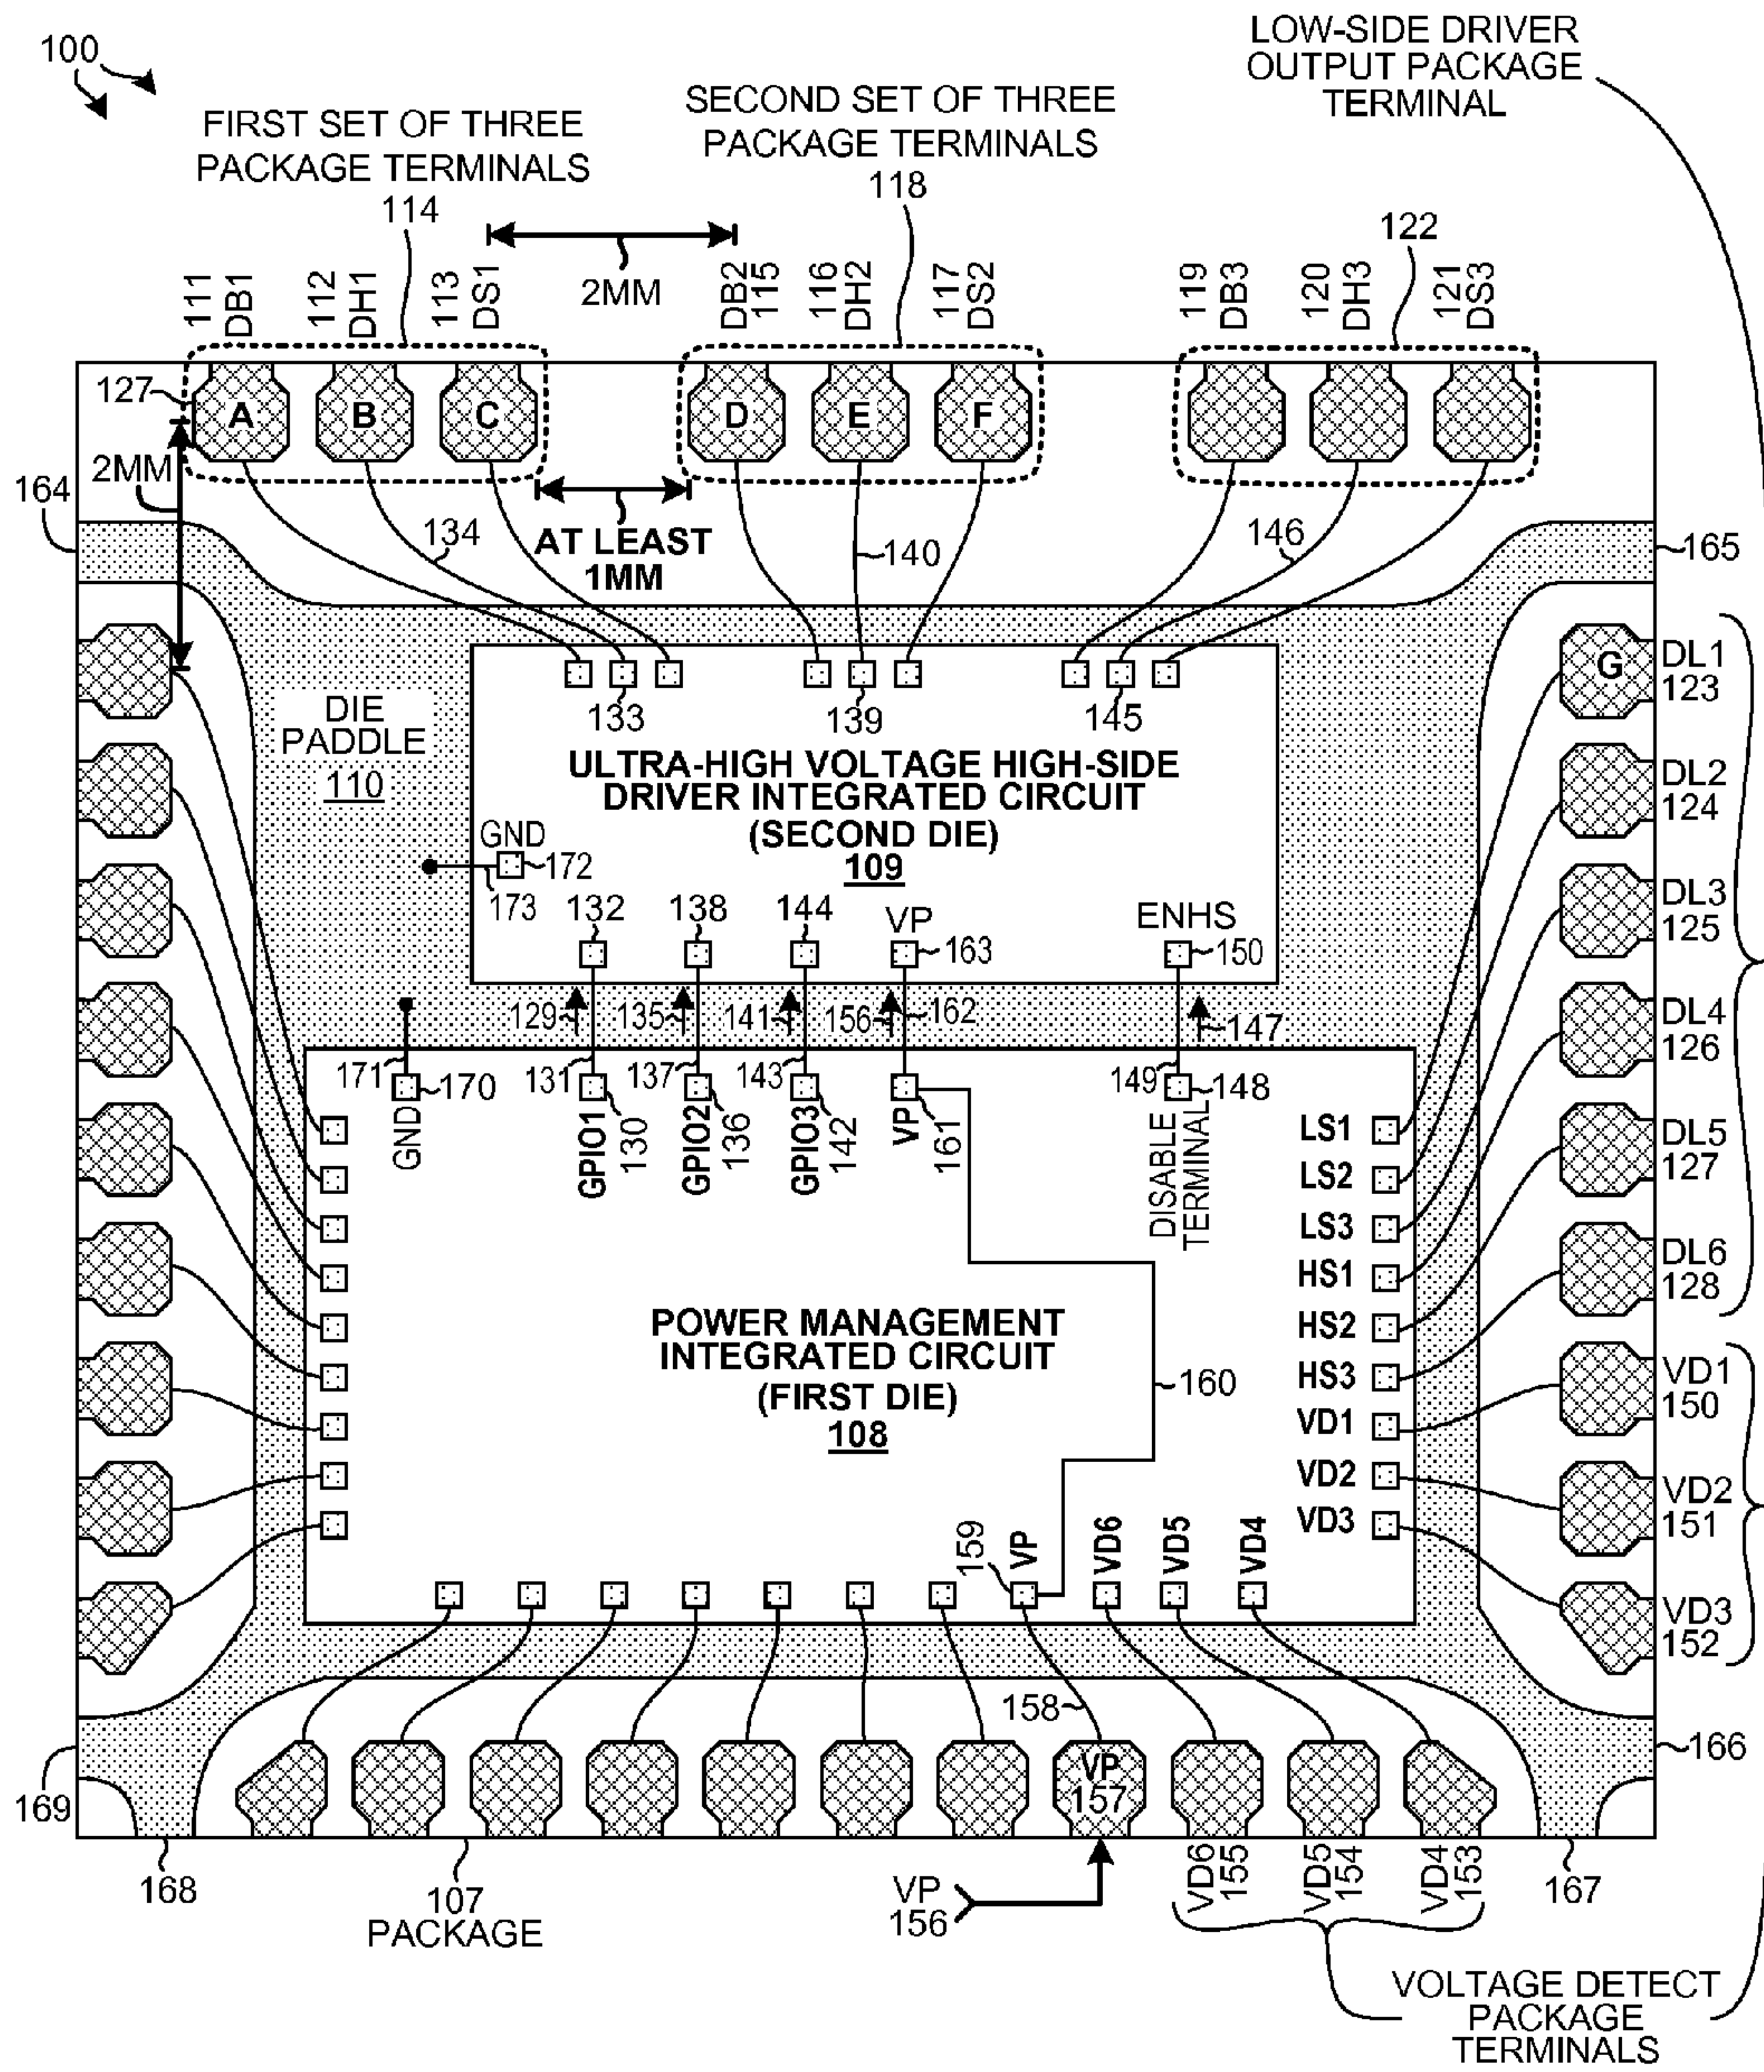 100
LOW-SIDE DRIVER
OUTPUT PACKAGE
TERMINAL
FIRST SET OF THREE
PACKAGE TERMINALS
114
SECOND SET OF THREE
PACKAGE TERMINALS
118
122
2MM
111
DB1
112
DH1
113
DS1
DB2
115
116
DH2
117
DS2
119
DB3
120
DH3
121
DS3
127
A
B
C
D
E
F
2MM
164
134
AT LEAST
1MM
140
146
165
DIE
PADDLE
110
133
139
145
ULTRA-HIGH VOLTAGE HIGH-SIDE
DRIVER INTEGRATED CIRCUIT
(SECOND DIE)
109
GND
172
173
132
138
144
VP
163
ENHS
150
129
135
141
156
162
147
171
170
GND
131
GPIO1
130
137
GPIO2
136
143
GPIO3
142
VP
161
149
148
DISABLE
TERMINAL
G
DL1
123
DL2
124
DL3
125
DL4
126
DL5
127
DL6
128
VD1
150
VD2
151
VD3
152
LS1
LS2
LS3
HS1
HS2
HS3
VD1
VD2
VD3
POWER MANAGEMENT
INTEGRATED CIRCUIT
(FIRST DIE)
108
160
159
VP
VD6
VD5
VD4
158
VP
157
166
169
168
107
PACKAGE
VP
156
VD6
155
VD5
154
VD4
153
167
VOLTAGE DETECT
PACKAGE
TERMINALS